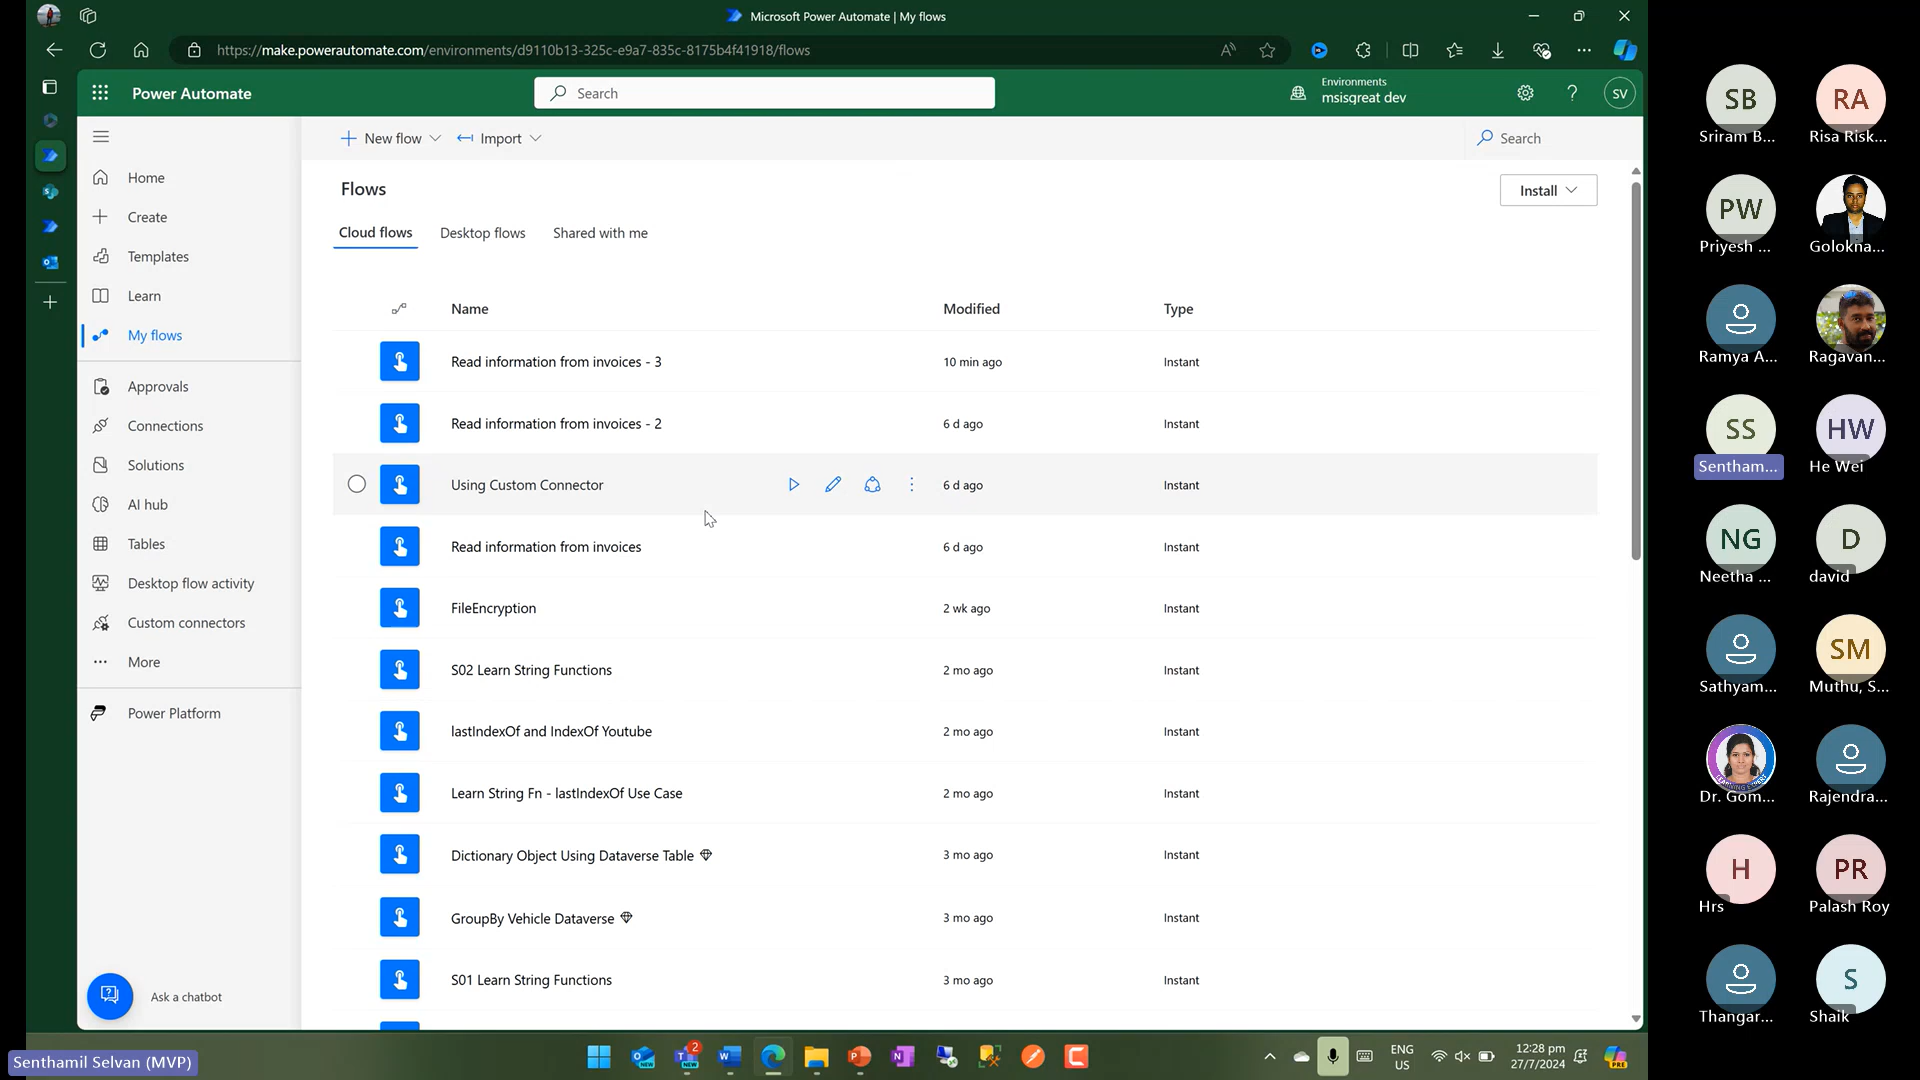 Microsoft Power Automate | My flows
https://make.powerautomate.com/environments/d9110b13-325c-e9a7-835c-8175b4f41918/flows
Power Automate
Search
Environments
msisgreat dev
SV
New flow
Import
Search
Home
Create
Templates
Learn
My flows
Approvals
Connections
Solutions
AI hub
Tables
Desktop flow activity
Custom connectors
More
Power Platform
Ask a chatbot
Flows
Install
Cloud flows
Desktop flows
Shared with me
Name Modified Type
Read information from invoices - 3 10 min ago Instant
Read information from invoices - 2 6 d ago Instant
Using Custom Connector 6 d ago Instant
Read information from invoices 6 d ago Instant
FileEncryption 2 wk ago Instant
S02 Learn String Functions 2 mo ago Instant
lastIndexOf and IndexOf Youtube 2 mo ago Instant
Learn String Fn - lastIndexOf Use Case 2 mo ago Instant
Dictionary Object Using Dataverse Table 3 mo ago Instant
GroupBy Vehicle Dataverse 3 mo ago Instant
S01 Learn String Functions 3 mo ago Instant
SB
Sriram B...
RA
Risa Risk...
PW
Priyesh ...
Golokna...
Ramya A...
Ragavan...
SS
Sentham...
HW
He Wei
NG
Neetha ...
D
david
Sathyam...
SM
Muthu, S...
Dr. Gom...
Rajendra...
H
Hrs
PR
Palash Roy
Thangar...
S
Shaik
Senthamil Selvan (MVP)
2
NEW
NEW
ENG
US
12:28 pm
27/7/2024
PRE